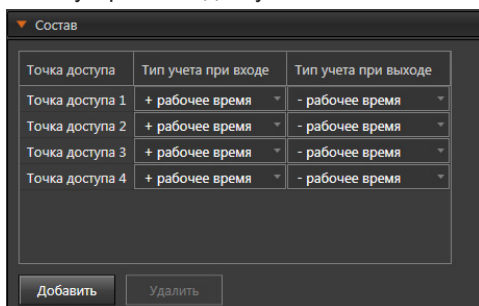 Состав
Точка доступа Тип учета при входе Тип учета при выходе
Точка доступа 1 + рабочее время - рабочее время
Точка доступа 2 + рабочее время - рабочее время
Точка доступа 3 + рабочее время - рабочее время
Точка доступа 4 + рабочее время - рабочее время
Добавить Удалить